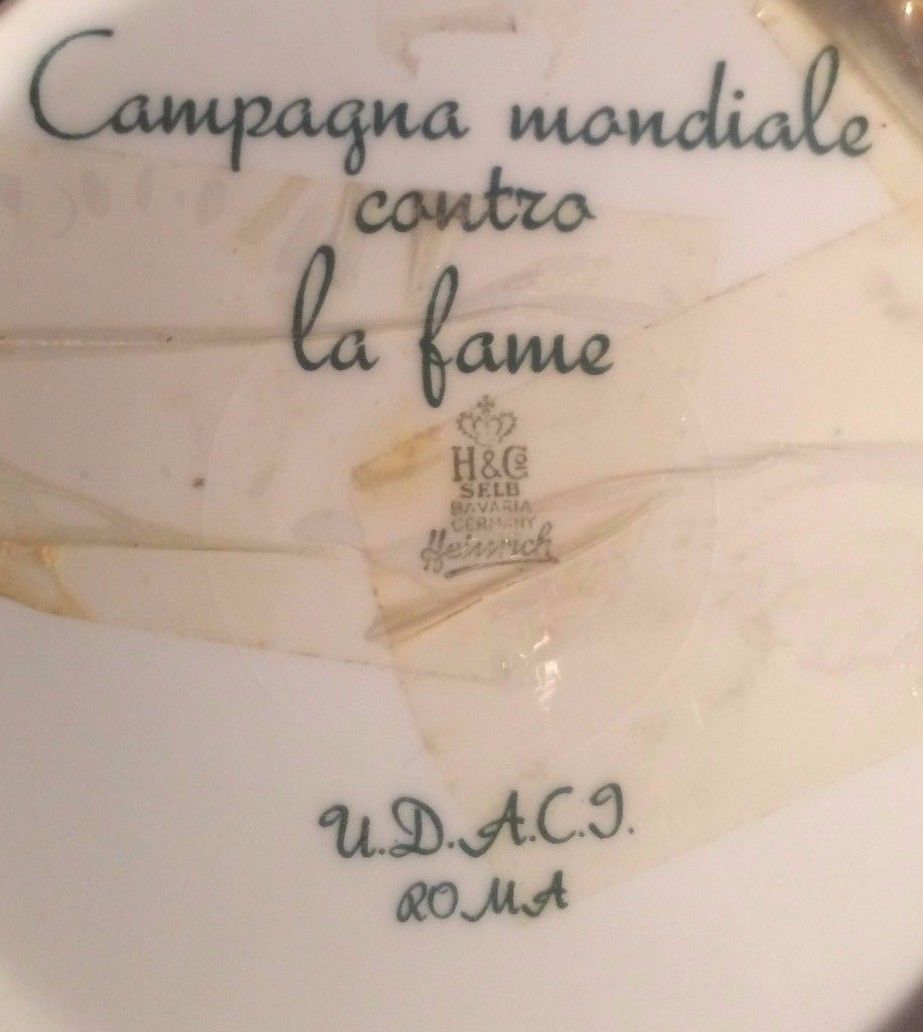 Campagna mondiale
contro
la fame
H&Co
SELB
BAVARIA
GERMANY
Heinrich
U.D.A.C.I.
ROMA